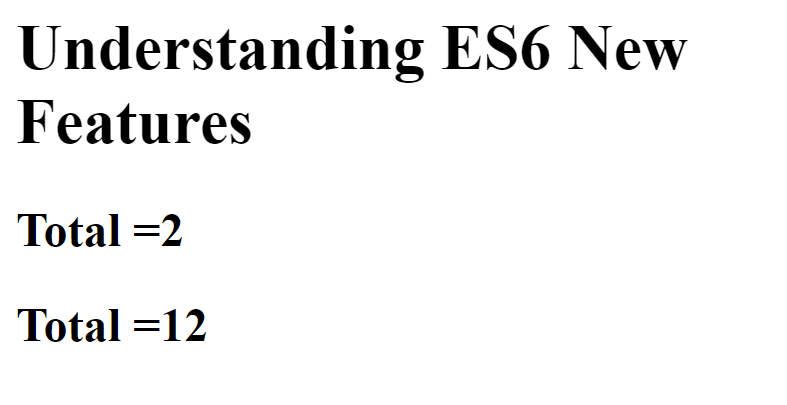 Understanding ES6 New
Features
Total =2
Total =12